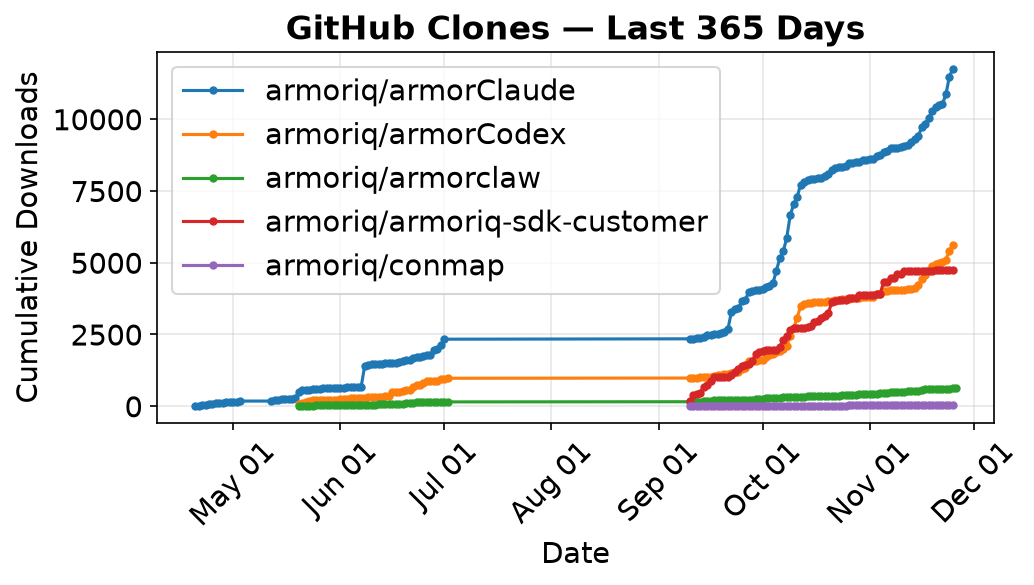 GitHub Clones — Last 365 Days
Cumulative Downloads
10000
7500
5000
2500
0
armoriq/armorClaude
armoriq/armorCodex
armoriq/armorclaw
armoriq/armoriq-sdk-customer
armoriq/conmap
May 01
Jun 01
Jul 01
Aug 01
Sep 01
Oct 01
Nov 01
Dec 01
Date